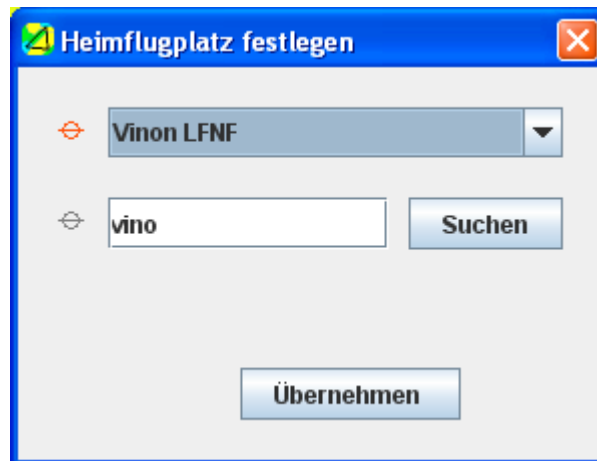 Heimflugplatz festlegen
Vinon LFNF
vino
Suchen
Übernehmen